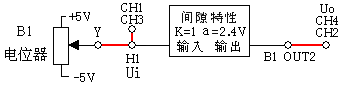 B1
电位器
+5V
-5V
Y
CH1
CH3
H1
Ui
间隙特性
K=1 a=2.4V
输入 输出
B1 OUT2
Uo
CH4
CH2